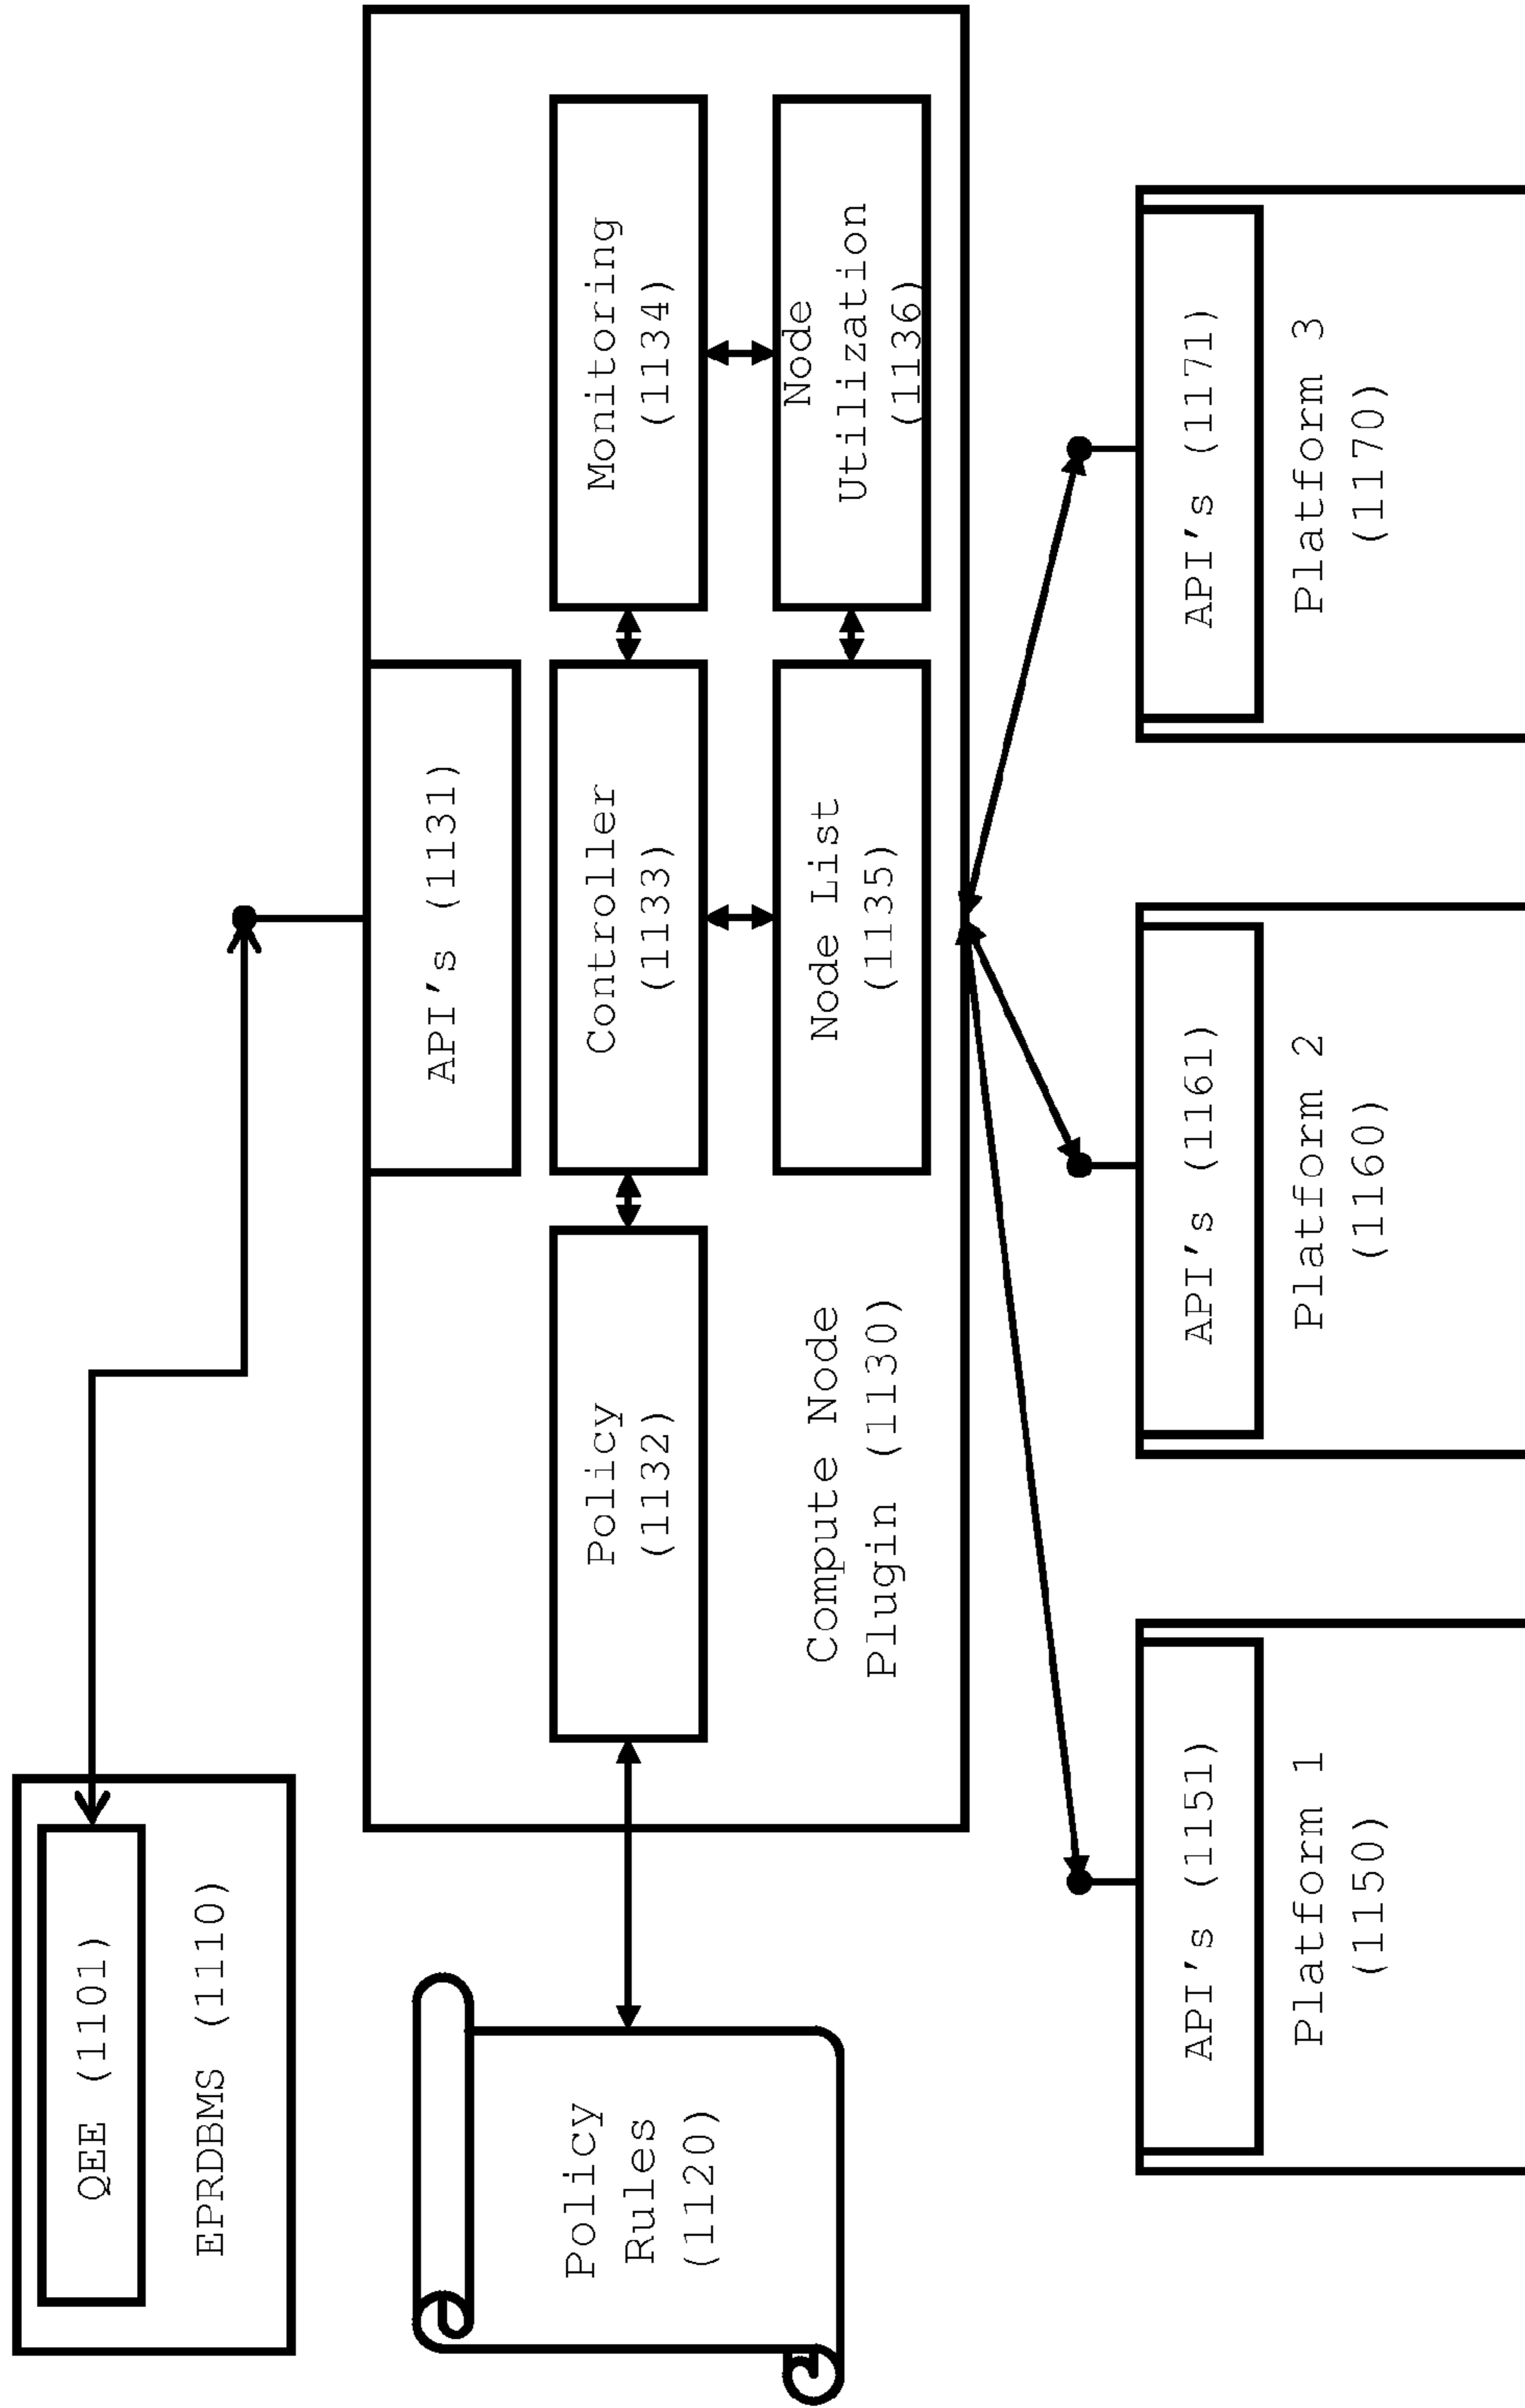 QEE (1101)
EPRDBMS (1110)
API's (1131)
Policy
Rules
(1120)
Policy
(1132)
Controller
(1133)
Monitoring
(1134)
Compute Node
Plugin (1130)
Node List
(1135)
Node
Utilization
(1136)
API's (1151)
Platform 1
(1150)
API's (1161)
Platform 2
(1160)
API's (1171)
Platform 3
(1170)